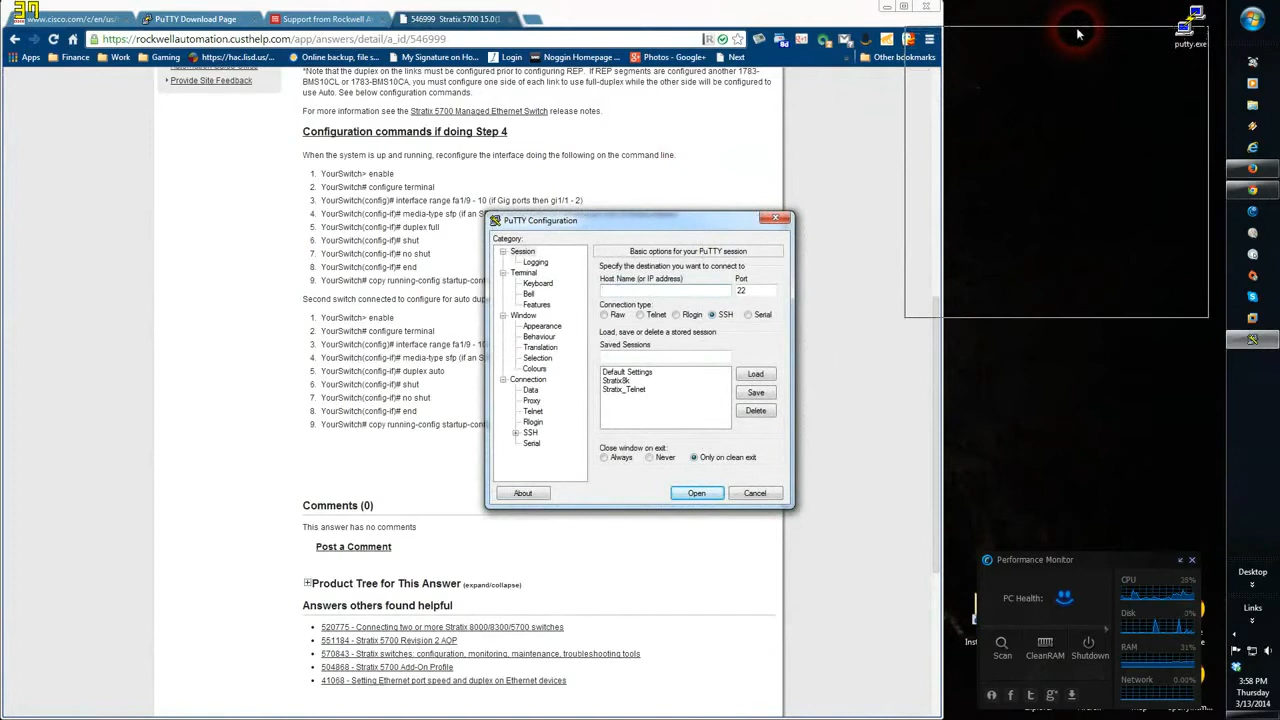 30
www.cisco.com/c/en/us/
PuTTY Download Page
Support from Rockwell A
546999 Stratix 5700 15.0(1
https://rockwellautomation.custhelp.com/app/answers/detail/a_id/546999
Apps
Finance
Work
Gaming
https://hac.lisd.us/...
Online backup, file s...
My Signature on Ho...
Login
Noggin Homepage ...
Photos - Google+
Next
Other bookmarks
putty.exe
Provide Site Feedback
*Note that the duplex on the links must be configured prior to configuring REP. If REP segments are configured another 1783-
BMS10CL or 1783-BMS10CA, you must configure one side of each link to use full-duplex while the other side will be configured to
use Auto. See below configuration commands.
For more information see the Stratix 5700 Managed Ethernet Switch release notes.
Configuration commands if doing Step 4
When the system is up and running, reconfigure the interface doing the following on the command line.
1. YourSwitch> enable
2. YourSwitch# configure terminal
3. YourSwitch(config)# interface range fa1/9 - 10 (if Gig ports then gi1/1 - 2)
4. YourSwitch(config-if)# media-type sfp (if an S
5. YourSwitch(config-if)# duplex full
6. YourSwitch(config-if)# shut
7. YourSwitch(config-if)# no shut
8. YourSwitch(config-if)# end
9. YourSwitch# copy running-config startup-conf
Second switch connected to configure for auto dup
1. YourSwitch> enable
2. YourSwitch# configure terminal
3. YourSwitch(config)# interface range fa1/9 - 10
4. YourSwitch(config-if)# media-type sfp (if an S
5. YourSwitch(config-if)# duplex auto
6. YourSwitch(config-if)# shut
7. YourSwitch(config-if)# no shut
8. YourSwitch(config-if)# end
9. YourSwitch# copy running-config startup-conf
PuTTY Configuration
Category:
Session
Logging
Terminal
Keyboard
Bell
Features
Window
Appearance
Behaviour
Translation
Selection
Colours
Connection
Data
Proxy
Telnet
Rlogin
SSH
Serial
Basic options for your PuTTY session
Specify the destination you want to connect to
Host Name (or IP address)
Port
22
Connection type:
Raw
Telnet
Rlogin
SSH
Serial
Load, save or delete a stored session
Saved Sessions
Default Settings
Stratix8k
Stratix_Telnet
Load
Save
Delete
Close window on exit:
Always
Never
Only on clean exit
About
Open
Cancel
Comments (0)
This answer has no comments
Post a Comment
Product Tree for This Answer (expand/collapse)
Answers others found helpful
520775 - Connecting two or more Stratix 8000/8300/5700 switches
551184 - Stratix 5700 Revision 2 AOP
570843 - Stratix switches: configuration, monitoring, maintenance, troubleshooting tools
504868 - Stratix 5700 Add-On Profile
41068 - Setting Ethernet port speed and duplex on Ethernet devices
Performance Monitor
PC Health:
Scan
CleanRAM
Shutdown
CPU
Disk
RAM
31%
Network
0.00%
Desktop
Links
3:58 PM
Thursday
3/13/2014